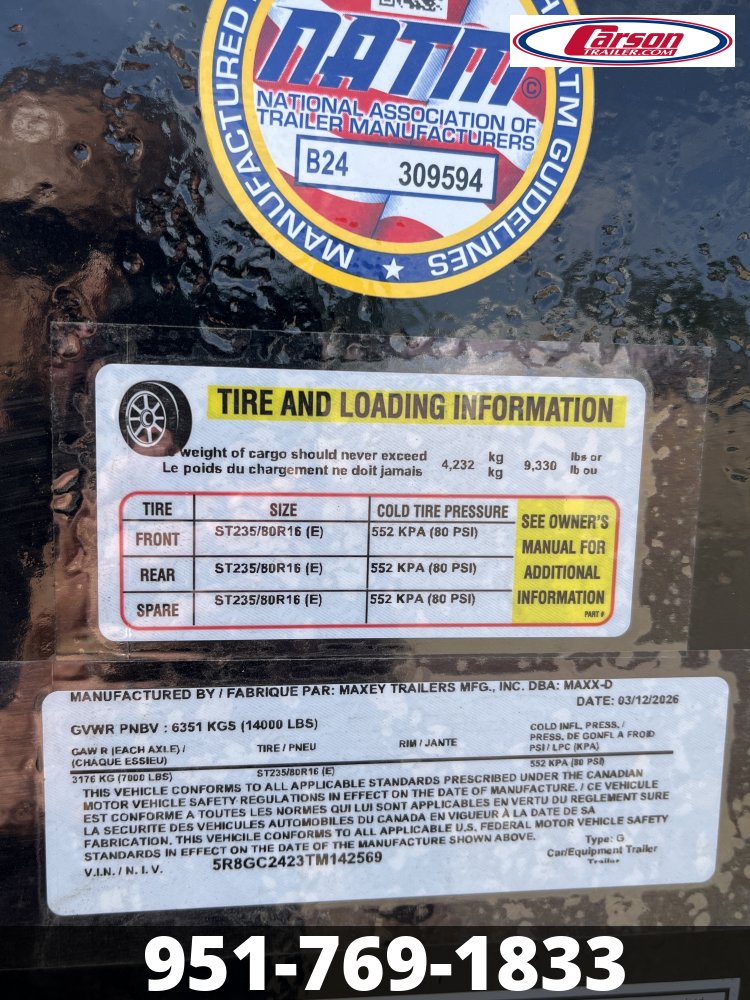 Carson
TRAILER.COM
MANUFACTURED
NATM GUIDELINES
NATM ©
NATIONAL ASSOCIATION OF
TRAILER MANUFACTURERS
B24 309594
TIRE AND LOADING INFORMATION
weight of cargo should never exceed 4,232 kg 9,330 lbs or
Le poids du chargement ne doit jamais kg lb ou
TIRE SIZE COLD TIRE PRESSURE
FRONT ST235/80R16 (E) 552 KPA (80 PSI)
REAR ST235/80R16 (E) 552 KPA (80 PSI)
SPARE ST235/80R16 (E) 552 KPA (80 PSI)
SEE OWNER'S
MANUAL FOR
ADDITIONAL
INFORMATION
PART #
MANUFACTURED BY / FABRIQUE PAR: MAXEY TRAILERS MFG., INC. DBA: MAXX-D
DATE: 03/12/2026
GVWR PNBV : 6351 KGS (14000 LBS)
GAWR (EACH AXLE) / TIRE / PNEU RIM / JANTE COLD INFL. PRESS. /
(CHAQUE ESSIEU) PRESS. DE GONFL A FROID
PSI / LPC (KPA)
3176 KG (7000 LBS) ST235/80R16 (E) 552 KPA (80 PSI)
THIS VEHICLE CONFORMS TO ALL APPLICABLE STANDARDS PRESCRIBED UNDER THE CANADIAN
MOTOR VEHICLE SAFETY REGULATIONS IN EFFECT ON THE DATE OF MANUFACTURE. / CE VEHICULE
EST CONFORME A TOUTES LES NORMES QUI LUI SONT APPLICABLES EN VERTU DU REGLEMENT SURE
LA SECURITE DES VEHICULES AUTOMOBILES DU CANADA EN VIGUEUR À LA DATE DE SA
FABRICATION. THIS VEHICLE CONFORMS TO ALL APPLICABLE U.S. FEDERAL MOTOR VEHICLE SAFETY
STANDARDS IN EFFECT ON THE DATE OF THE MANUFACTURE SHOWN ABOVE.
V.I.N. / N.I.V. 5R8GC2423TM142569
Type: G
Car/Equipment Trailer
Trailer
951-769-1833